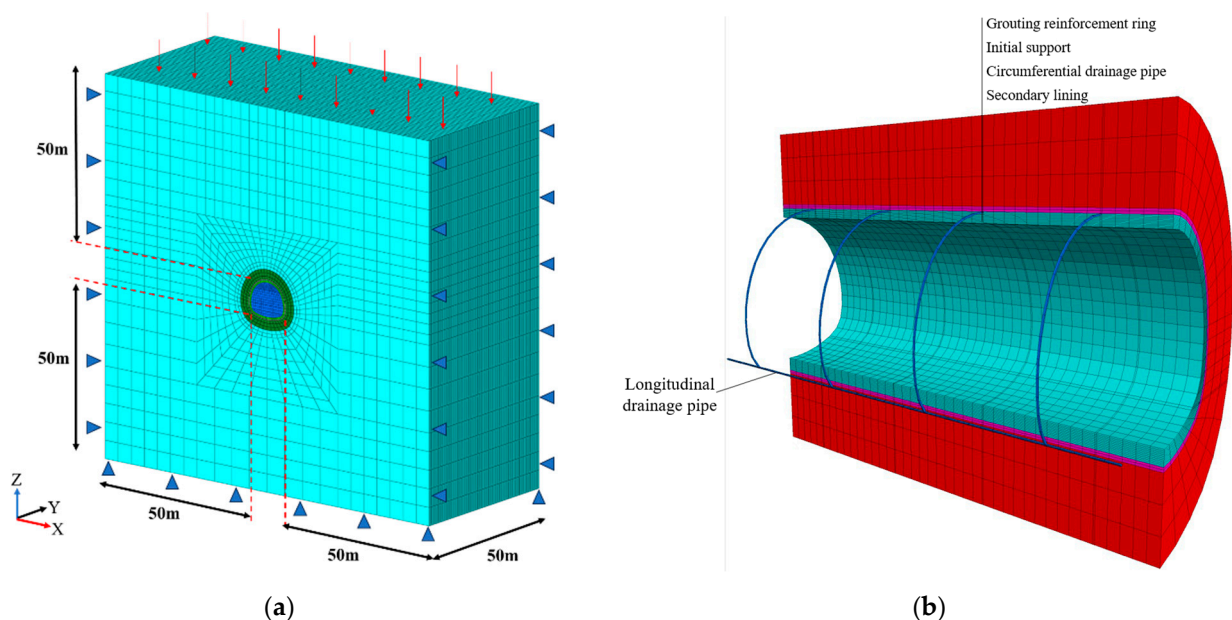 50m
50m
Z
Y
X
50m
50m
50m
(a)
Grouting reinforcement ring
Initial support
Circumferential drainage pipe
Secondary lining
Longitudinal
drainage pipe
(b)